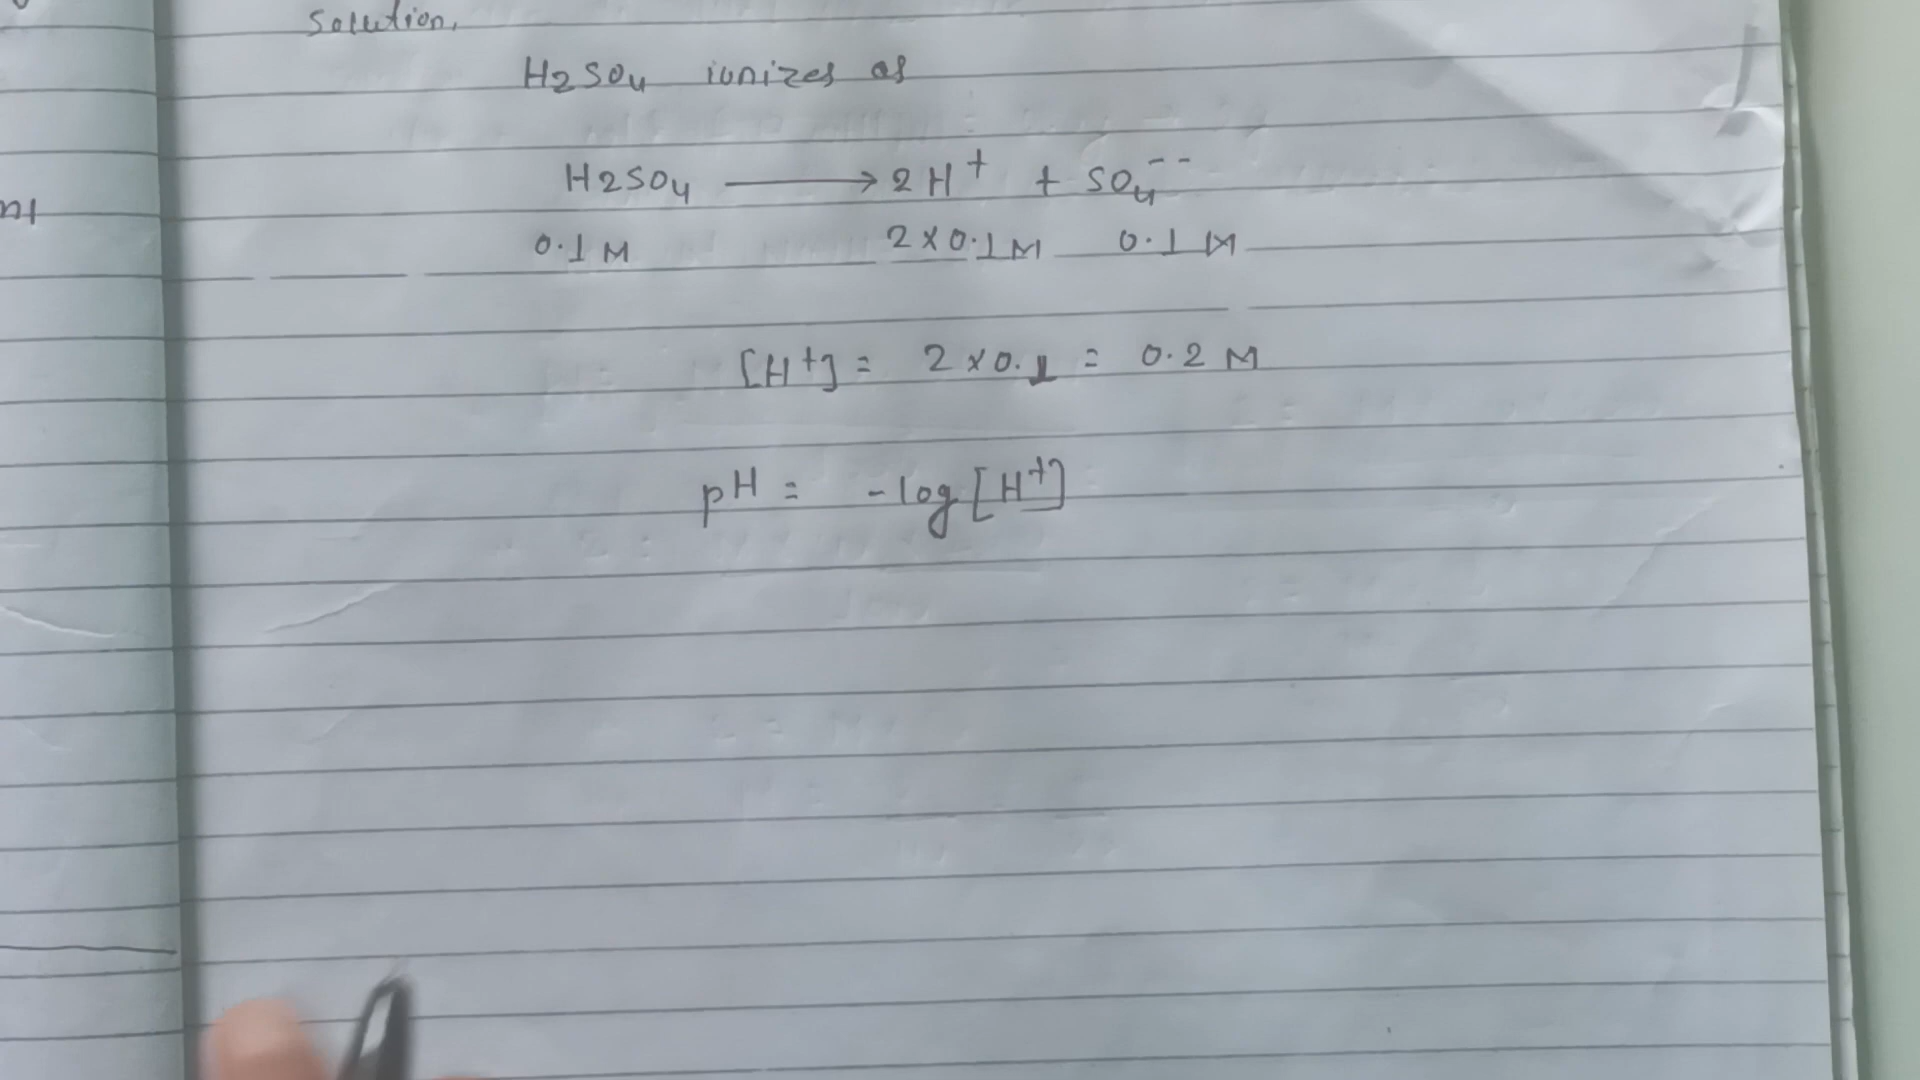 Solution,
H2SO4 ionizes as
H2SO4 ⟶ 2H⁺ + SO4⁻⁻
0.1 M 2×0.1 M 0.1 M
[H⁺] = 2×0.1 = 0.2 M
pH = -log[H⁺]